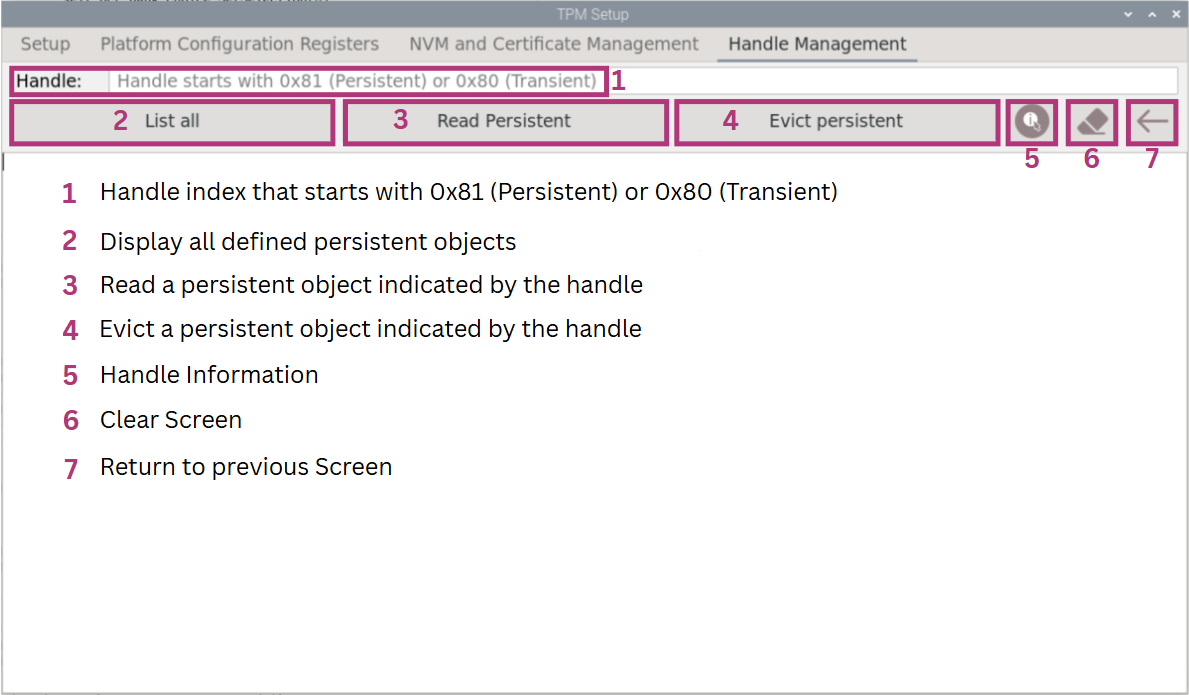 TPM Setup
Setup Platform Configuration Registers NVM and Certificate Management Handle Management
Handle: Handle starts with 0x81 (Persistent) or 0x80 (Transient) 1
2 List all 3 Read Persistent 4 Evict persistent
5 6 7
1 Handle index that starts with 0x81 (Persistent) or 0x80 (Transient)
2 Display all defined persistent objects
3 Read a persistent object indicated by the handle
4 Evict a persistent object indicated by the handle
5 Handle Information
6 Clear Screen
7 Return to previous Screen